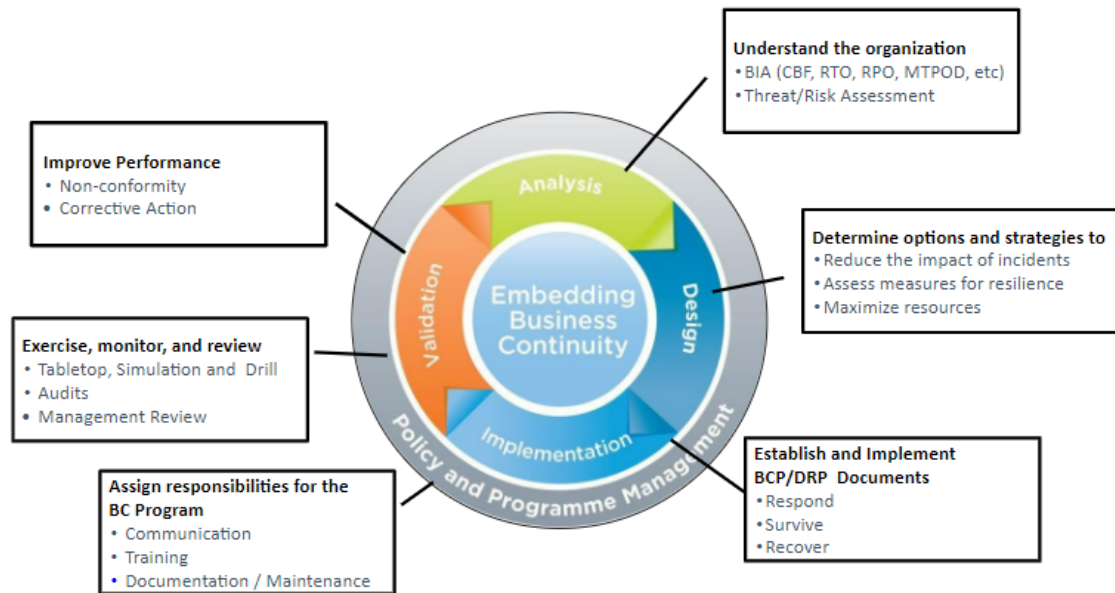 Understand the organization
• BIA (CBF, RTO, RPO, MTPOD, etc)
• Threat/Risk Assessment
Improve Performance
• Non-conformity
• Corrective Action
Determine options and strategies to
• Reduce the impact of incidents
• Assess measures for resilience
• Maximize resources
Exercise, monitor, and review
• Tabletop, Simulation and Drill
• Audits
• Management Review
Establish and Implement
BCP/DRP Documents
• Respond
• Survive
• Recover
Assign responsibilities for the
BC Program
• Communication
• Training
• Documentation / Maintenance
Analysis
Design
Implementation
Validation
Embedding
Business
Continuity
Policy and Programme Management